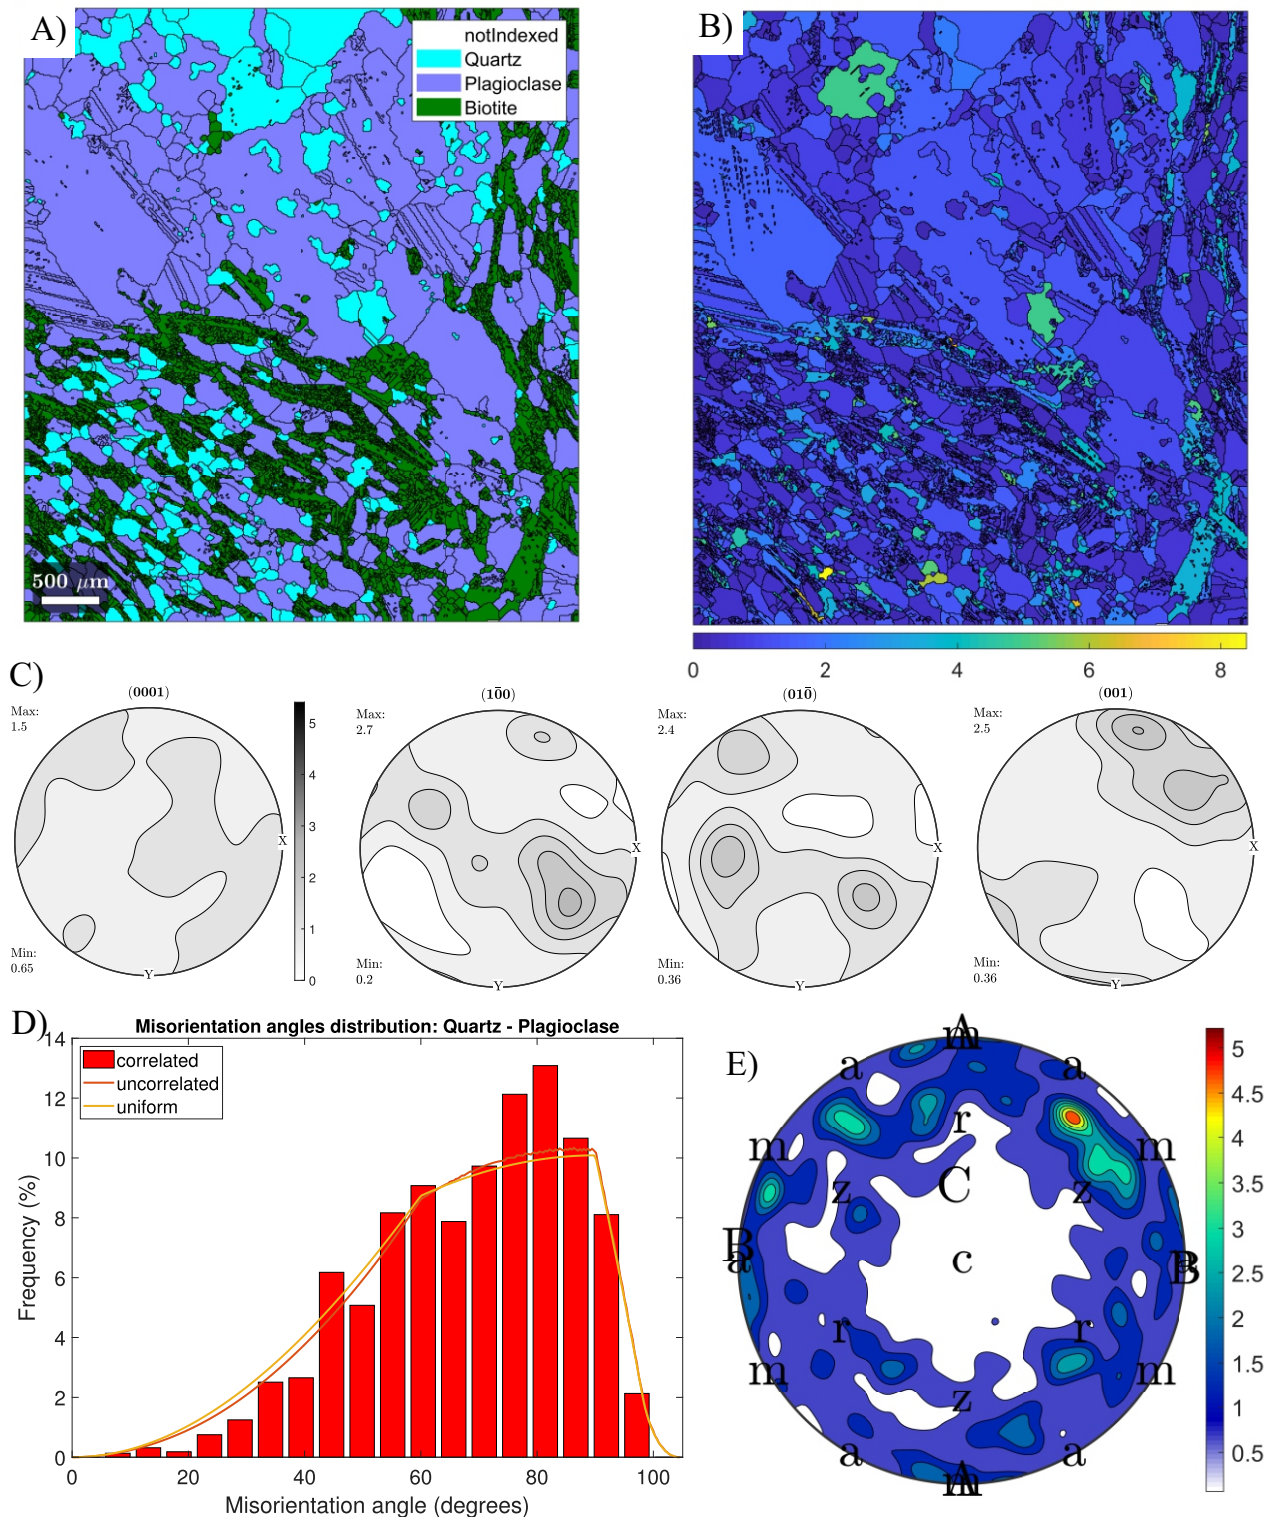 A)
notIndexed
Quartz
Plagioclase
Biotite
500 μm
B)
0 2 4 6 8
C)
(0001)
Max:
1.5
Min:
0.65
X
Y
5
4
3
2
1
0
(1̄00)
Max:
2.7
Min:
0.2
X
Y
(01̄0)
Max:
2.4
Min:
0.36
X
Y
(001)
Max:
2.5
Min:
0.36
X
Y
D)
Misorientation angles distribution: Quartz - Plagioclase
correlated
uncorrelated
uniform
Frequency (%)
14
12
10
8
6
4
2
0
0 20 40 60 80 100
Misorientation angle (degrees)
E)
A
m
a a
r
m m
z C z
B
a c B
a
r r
m m
z
a a
A
m
5
4.5
4
3.5
3
2.5
2
1.5
1
0.5